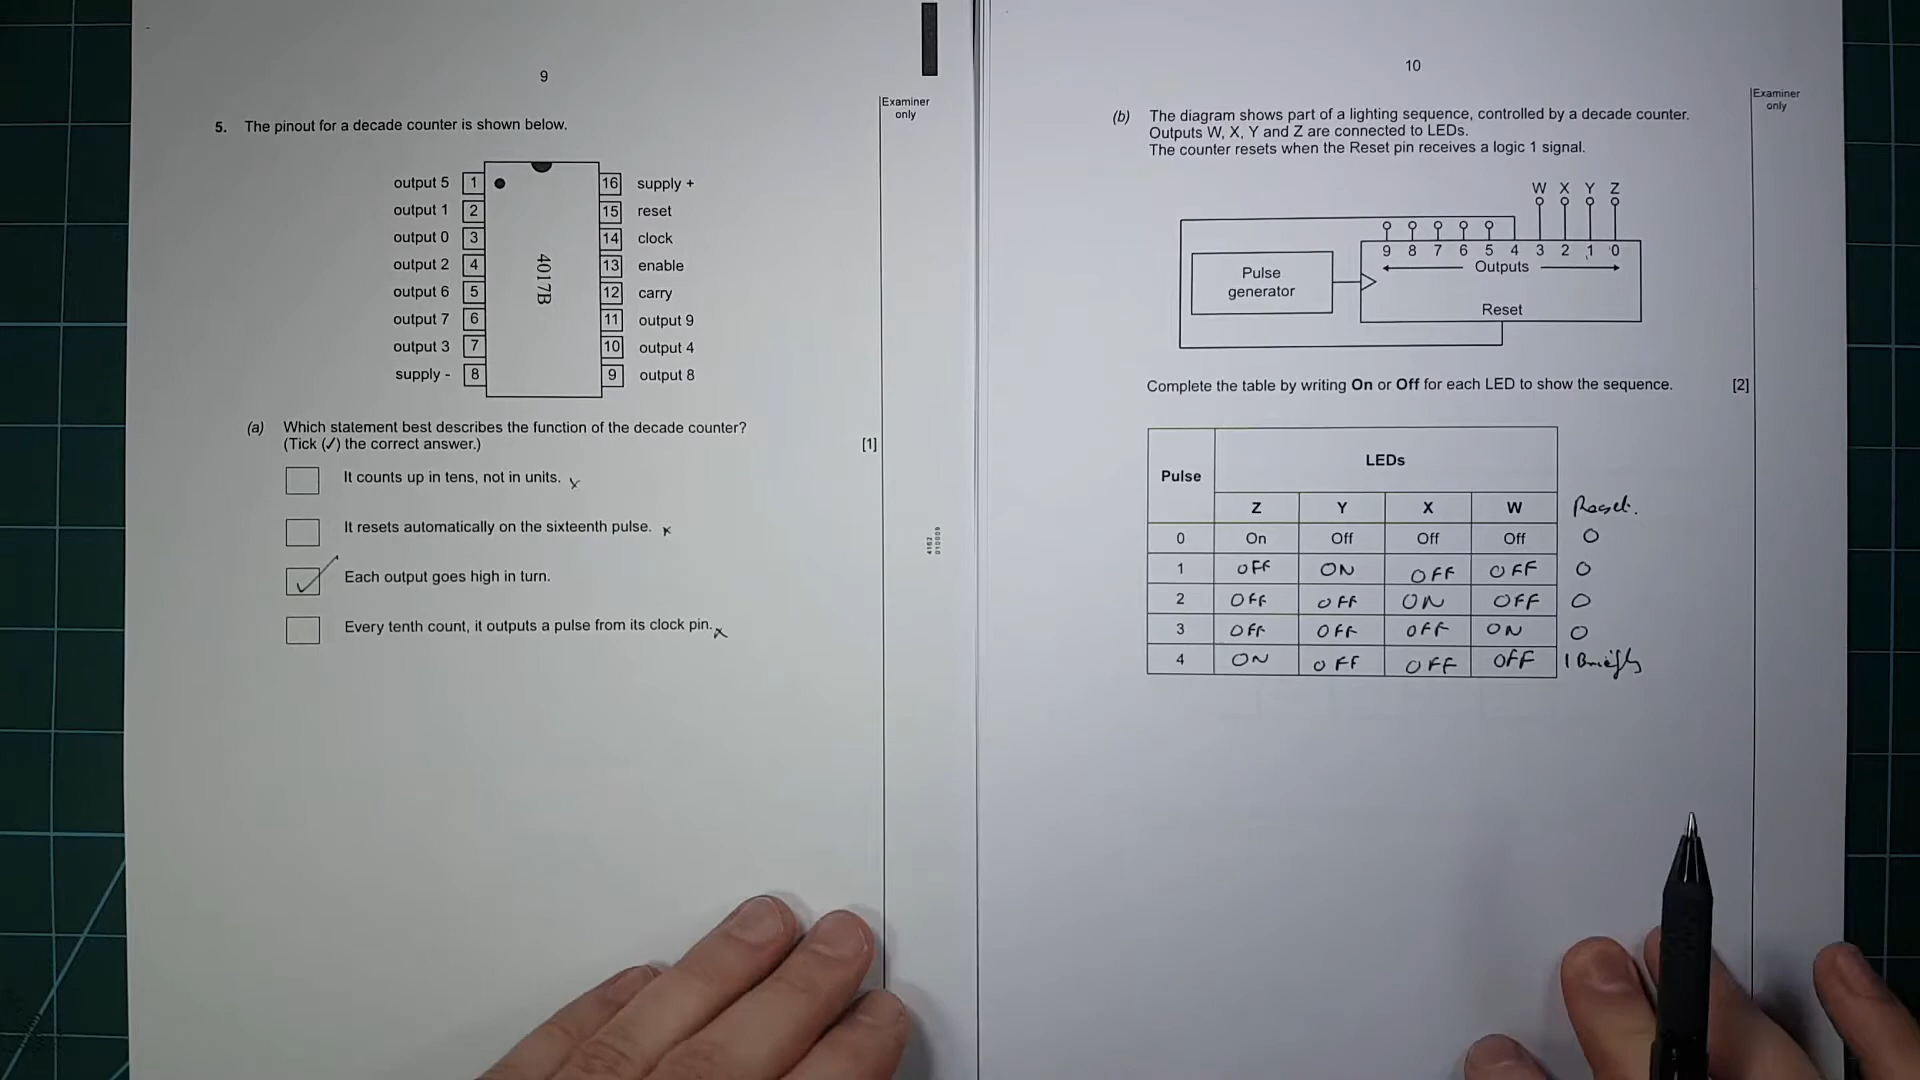 9
Examiner
only
5. The pinout for a decade counter is shown below.
output 5 1 16 supply +
output 1 2 15 reset
output 0 3 14 clock
output 2 4 13 enable
output 6 5 12 carry
output 7 6 11 output 9
output 3 7 10 output 4
supply - 8 9 output 8
4017B
(a) Which statement best describes the function of the decade counter?
(Tick (✓) the correct answer.) [1]
It counts up in tens, not in units. x
It resets automatically on the sixteenth pulse. x
✓ Each output goes high in turn.
Every tenth count, it outputs a pulse from its clock pin. x
4162
010009
10
Examiner
only
(b) The diagram shows part of a lighting sequence, controlled by a decade counter.
Outputs W, X, Y and Z are connected to LEDs.
The counter resets when the Reset pin receives a logic 1 signal.
W X Y Z
9 8 7 6 5 4 3 2 1 0
Outputs
Pulse
generator
Reset
Complete the table by writing On or Off for each LED to show the sequence. [2]
Pulse LEDs
Z Y X W Reset.
0 On Off Off Off 0
1 OFF ON OFF OFF 0
2 OFF OFF ON OFF 0
3 OFF OFF OFF ON 0
4 ON OFF OFF OFF 1 Briefly